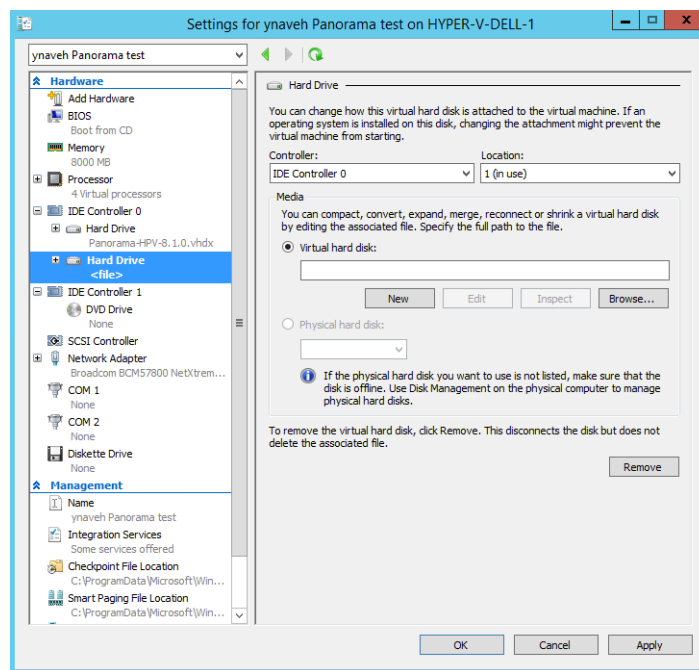 Settings for ynaveh Panorama test on HYPER-V-DELL-1
x
ynaveh Panorama test
Hardware
Add Hardware
BIOS
Boot from CD
Memory
8000 MB
Processor
4 Virtual processors
IDE Controller 0
Hard Drive
Panorama-HPV-8.1.0.vhdx
Hard Drive
<file>
IDE Controller 1
DVD Drive
None
SCSI Controller
Network Adapter
Broadcom BCM57800 NetXtrem...
COM 1
None
COM 2
None
Diskette Drive
None
Management
Name
ynaveh Panorama test
Integration Services
Some services offered
Checkpoint File Location
C:\ProgramData\Microsoft\Win...
Smart Paging File Location
C:\ProgramData\Microsoft\Win...
Hard Drive
You can change how this virtual hard disk is attached to the virtual machine. If an
operating system is installed on this disk, changing the attachment might prevent the
virtual machine from starting.
Controller: Location:
IDE Controller 0 1 (in use)
Media
You can compact, convert, expand, merge, reconnect or shrink a virtual hard disk
by editing the associated file. Specify the full path to the file.
Virtual hard disk:
New Edit Inspect Browse...
Physical hard disk:
If the physical hard disk you want to use is not listed, make sure that the
disk is offline. Use Disk Management on the physical computer to manage
physical hard disks.
To remove the virtual hard disk, click Remove. This disconnects the disk but does not
delete the associated file.
Remove
OK Cancel Apply